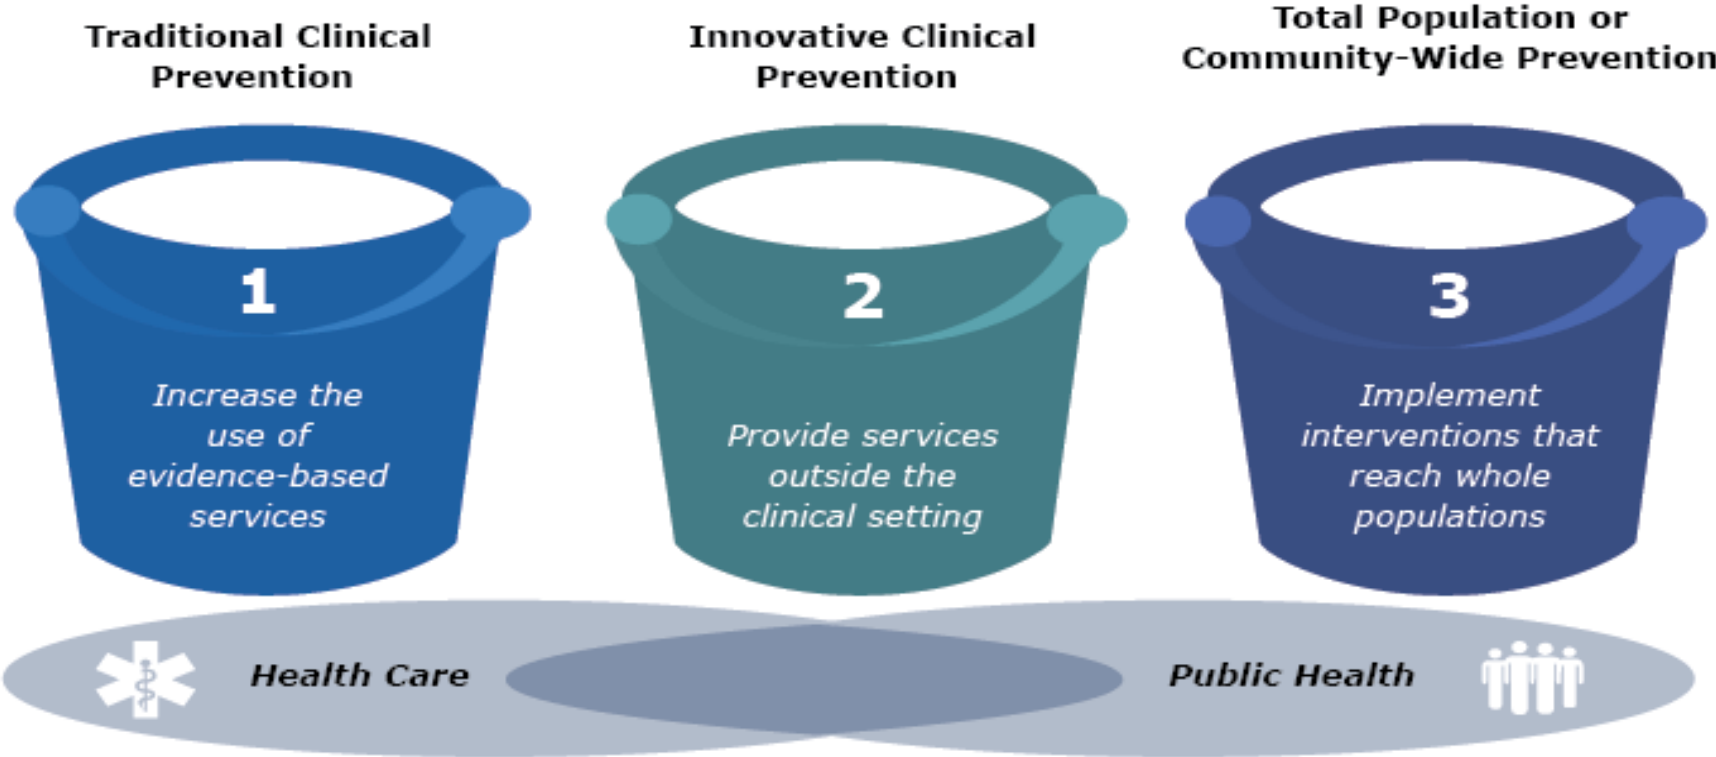 Traditional Clinical
Prevention
Innovative Clinical
Prevention
Total Population or
Community-Wide Prevention
1
Increase the
use of
evidence-based
services
2
Provide services
outside the
clinical setting
3
Implement
interventions that
reach whole
populations
Health Care
Public Health